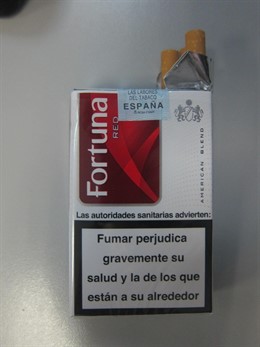 LAS LABORES
DEL TABACO
ESPAÑA
Fortuna
RED
AMERICAN BLEND
Las autoridades sanitarias advierten:
Fumar perjudica
gravemente su
salud y la de los que
están a su alrededor